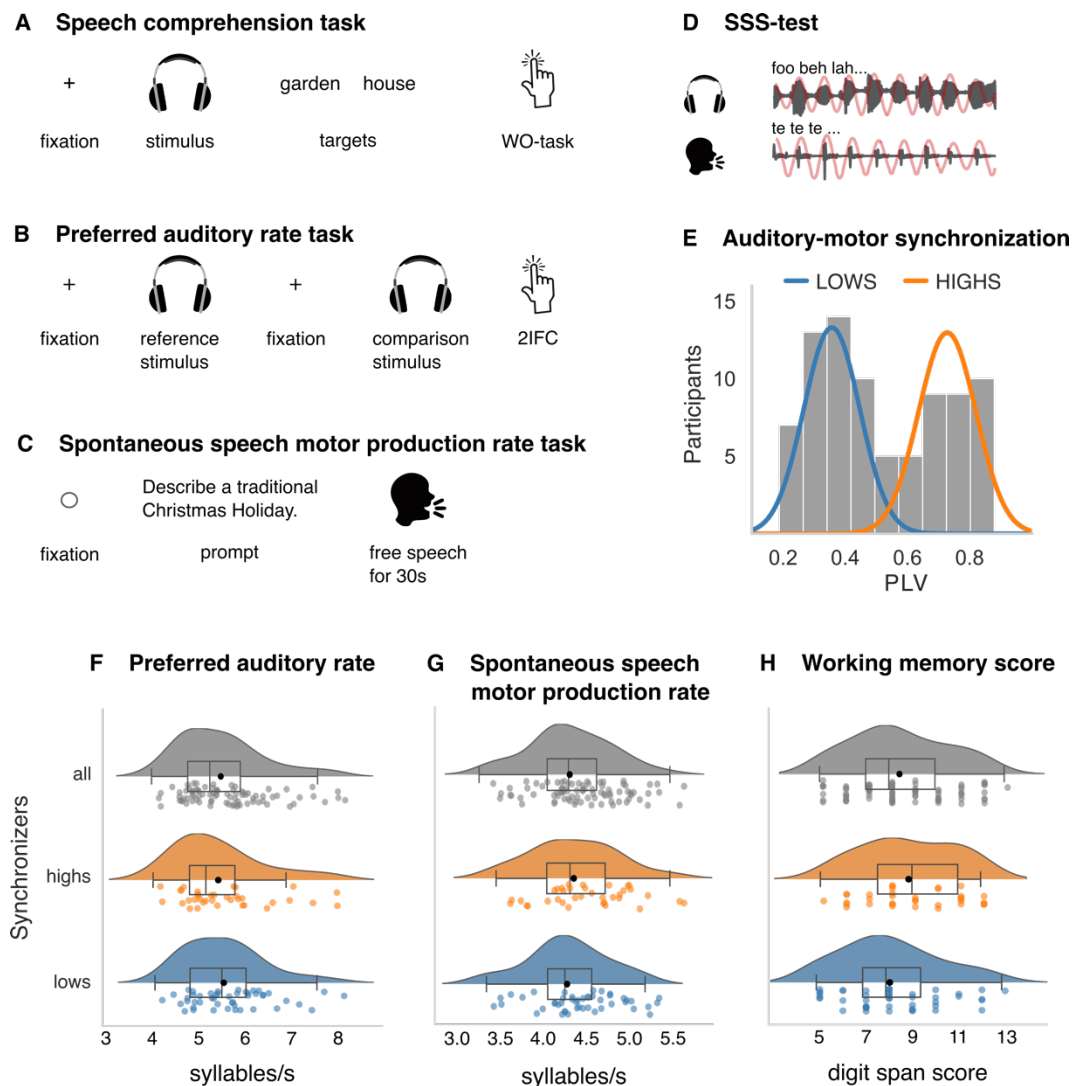 A Speech comprehension task
+
garden house
fixation stimulus targets WO-task
B Preferred auditory rate task
+ +
fixation reference fixation comparison 2IFC
stimulus stimulus
C Spontaneous speech motor production rate task
Describe a traditional
Christmas Holiday.
fixation prompt free speech
for 30s
D SSS-test
foo beh lah...
te te te ...
E Auditory-motor synchronization
LOWS HIGHS
15
10
5
Participants
0.2 0.4 0.6 0.8
PLV
F Preferred auditory rate
G Spontaneous speech
motor production rate
H Working memory score
Synchronizers
all
highs
lows
3 4 5 6 7 8
syllables/s
3.0 3.5 4.0 4.5 5.0 5.5
syllables/s
5 7 9 11 13
digit span score